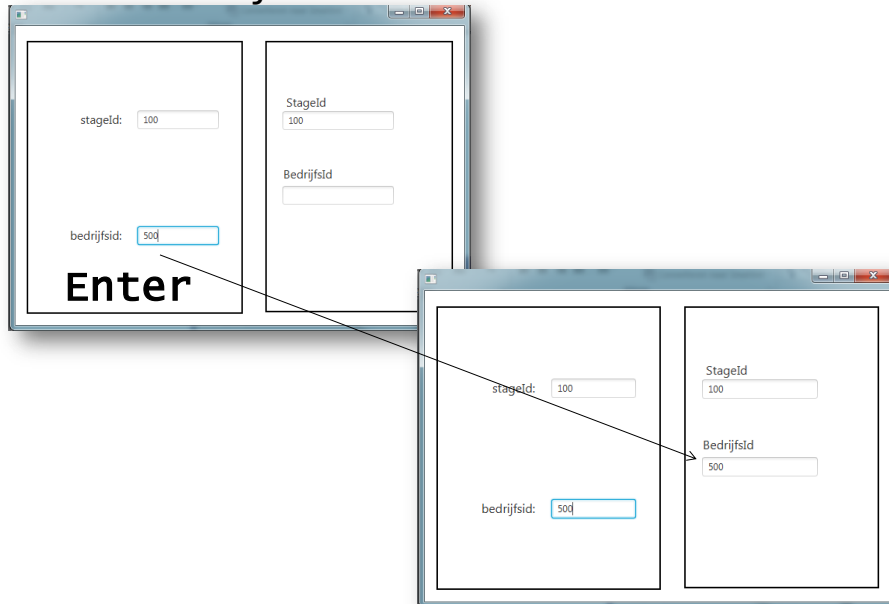 StageId
stageId: 100
100
BedrijfsId
bedrijfsid: 500
Enter
StageId
stageId: 100
100
BedrijfsId
500
bedrijfsid: 500